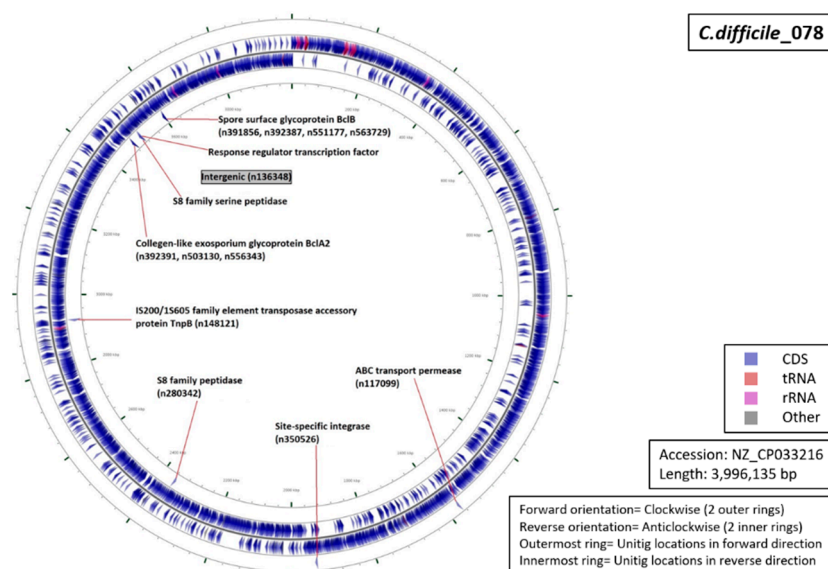 C.difficile_078
Spore surface glycoprotein BclB
(n391856, n392387, n551177, n563729)
Response regulator transcription factor
Intergenic (n136348)
S8 family serine peptidase
Collagen-like exosporium glycoprotein BclA2
(n392391, n503130, n556343)
IS200/1S605 family element transposase accessory
protein TnpB (n148121)
S8 family peptidase
(n280342)
ABC transport permease
(n117099)
Site-specific integrase
(n350526)
CDS
tRNA
rRNA
Other
Accession: NZ_CP033216
Length: 3,996,135 bp
Forward orientation= Clockwise (2 outer rings)
Reverse orientation= Anticlockwise (2 inner rings)
Outermost ring= Unitig locations in forward direction
Innermost ring= Unitig locations in reverse direction